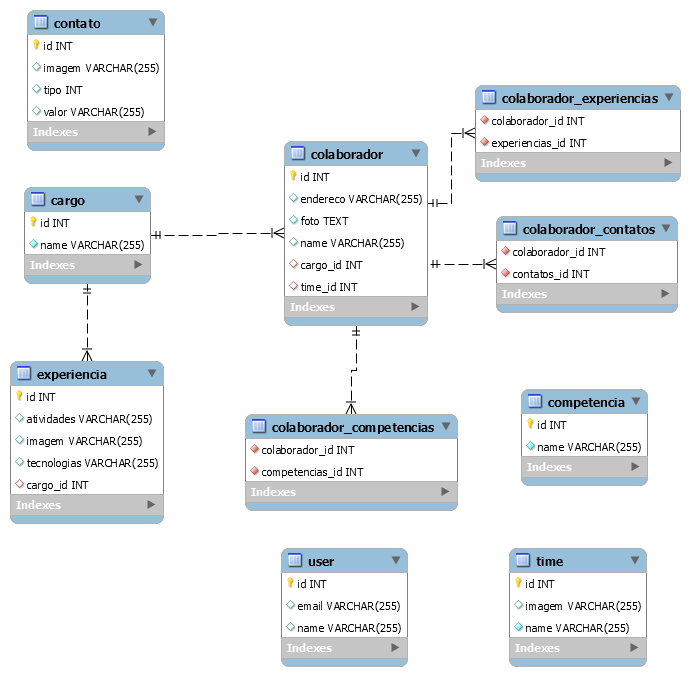 contato
id INT
imagem VARCHAR(255)
tipo INT
valor VARCHAR(255)
Indexes
cargo
id INT
name VARCHAR(255)
Indexes
experiencia
id INT
atividades VARCHAR(255)
imagem VARCHAR(255)
tecnologias VARCHAR(255)
cargo_id INT
Indexes
colaborador
id INT
endereco VARCHAR(255)
foto TEXT
name VARCHAR(255)
cargo_id INT
time_id INT
Indexes
colaborador_experiencias
colaborador_id INT
experiencias_id INT
Indexes
colaborador_contatos
colaborador_id INT
contatos_id INT
Indexes
colaborador_competencias
colaborador_id INT
competencias_id INT
Indexes
competencia
id INT
name VARCHAR(255)
Indexes
user
id INT
email VARCHAR(255)
name VARCHAR(255)
Indexes
time
id INT
imagem VARCHAR(255)
name VARCHAR(255)
Indexes